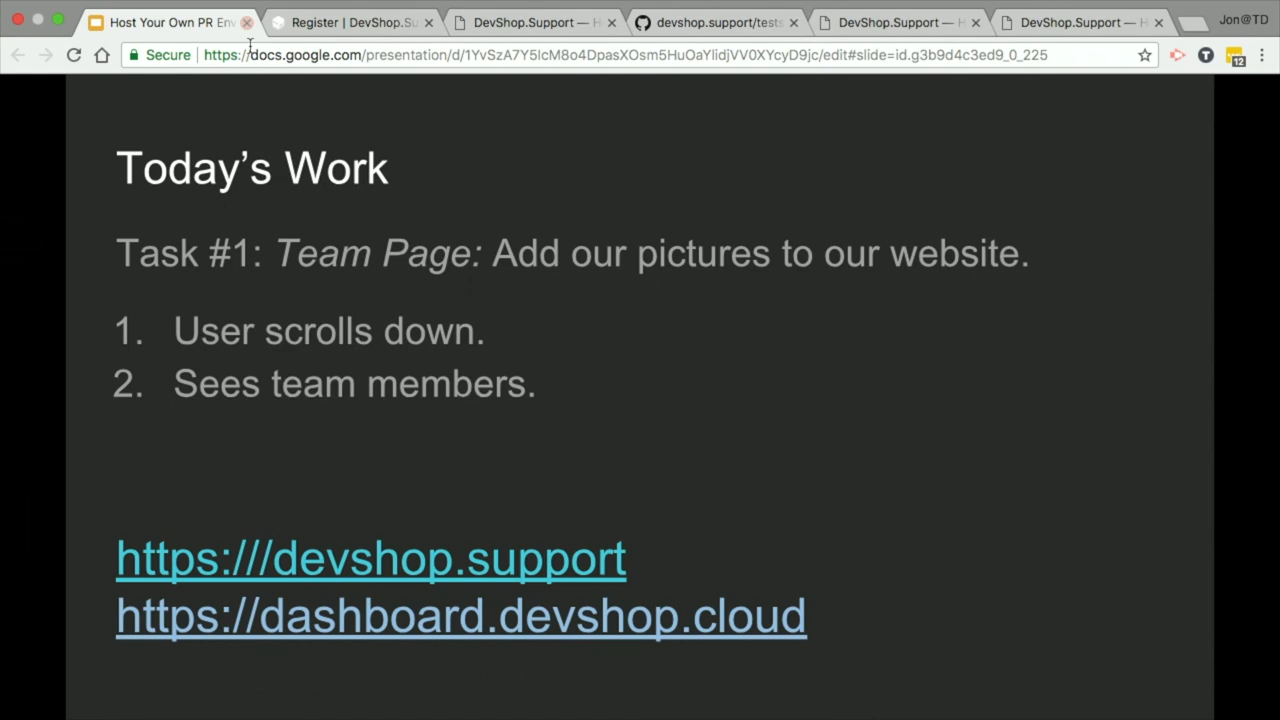 Host Your Own PR Env
Register | DevShop.Su
DevShop.Support — H
devshop.support/tests
DevShop.Support — H
DevShop.Support — H
Jon@TD
Secure
https://docs.google.com/presentation/d/1YvSzA7Y5lcM8o4DpasXOsm5HuOaYlidjVV0XYcyD9jc/edit#slide=id.g3b9d4c3ed9_0_225
T
12
Today’s Work
Task #1: Team Page: Add our pictures to our website.
1. User scrolls down.
2. Sees team members.
https:///devshop.support
https://dashboard.devshop.cloud